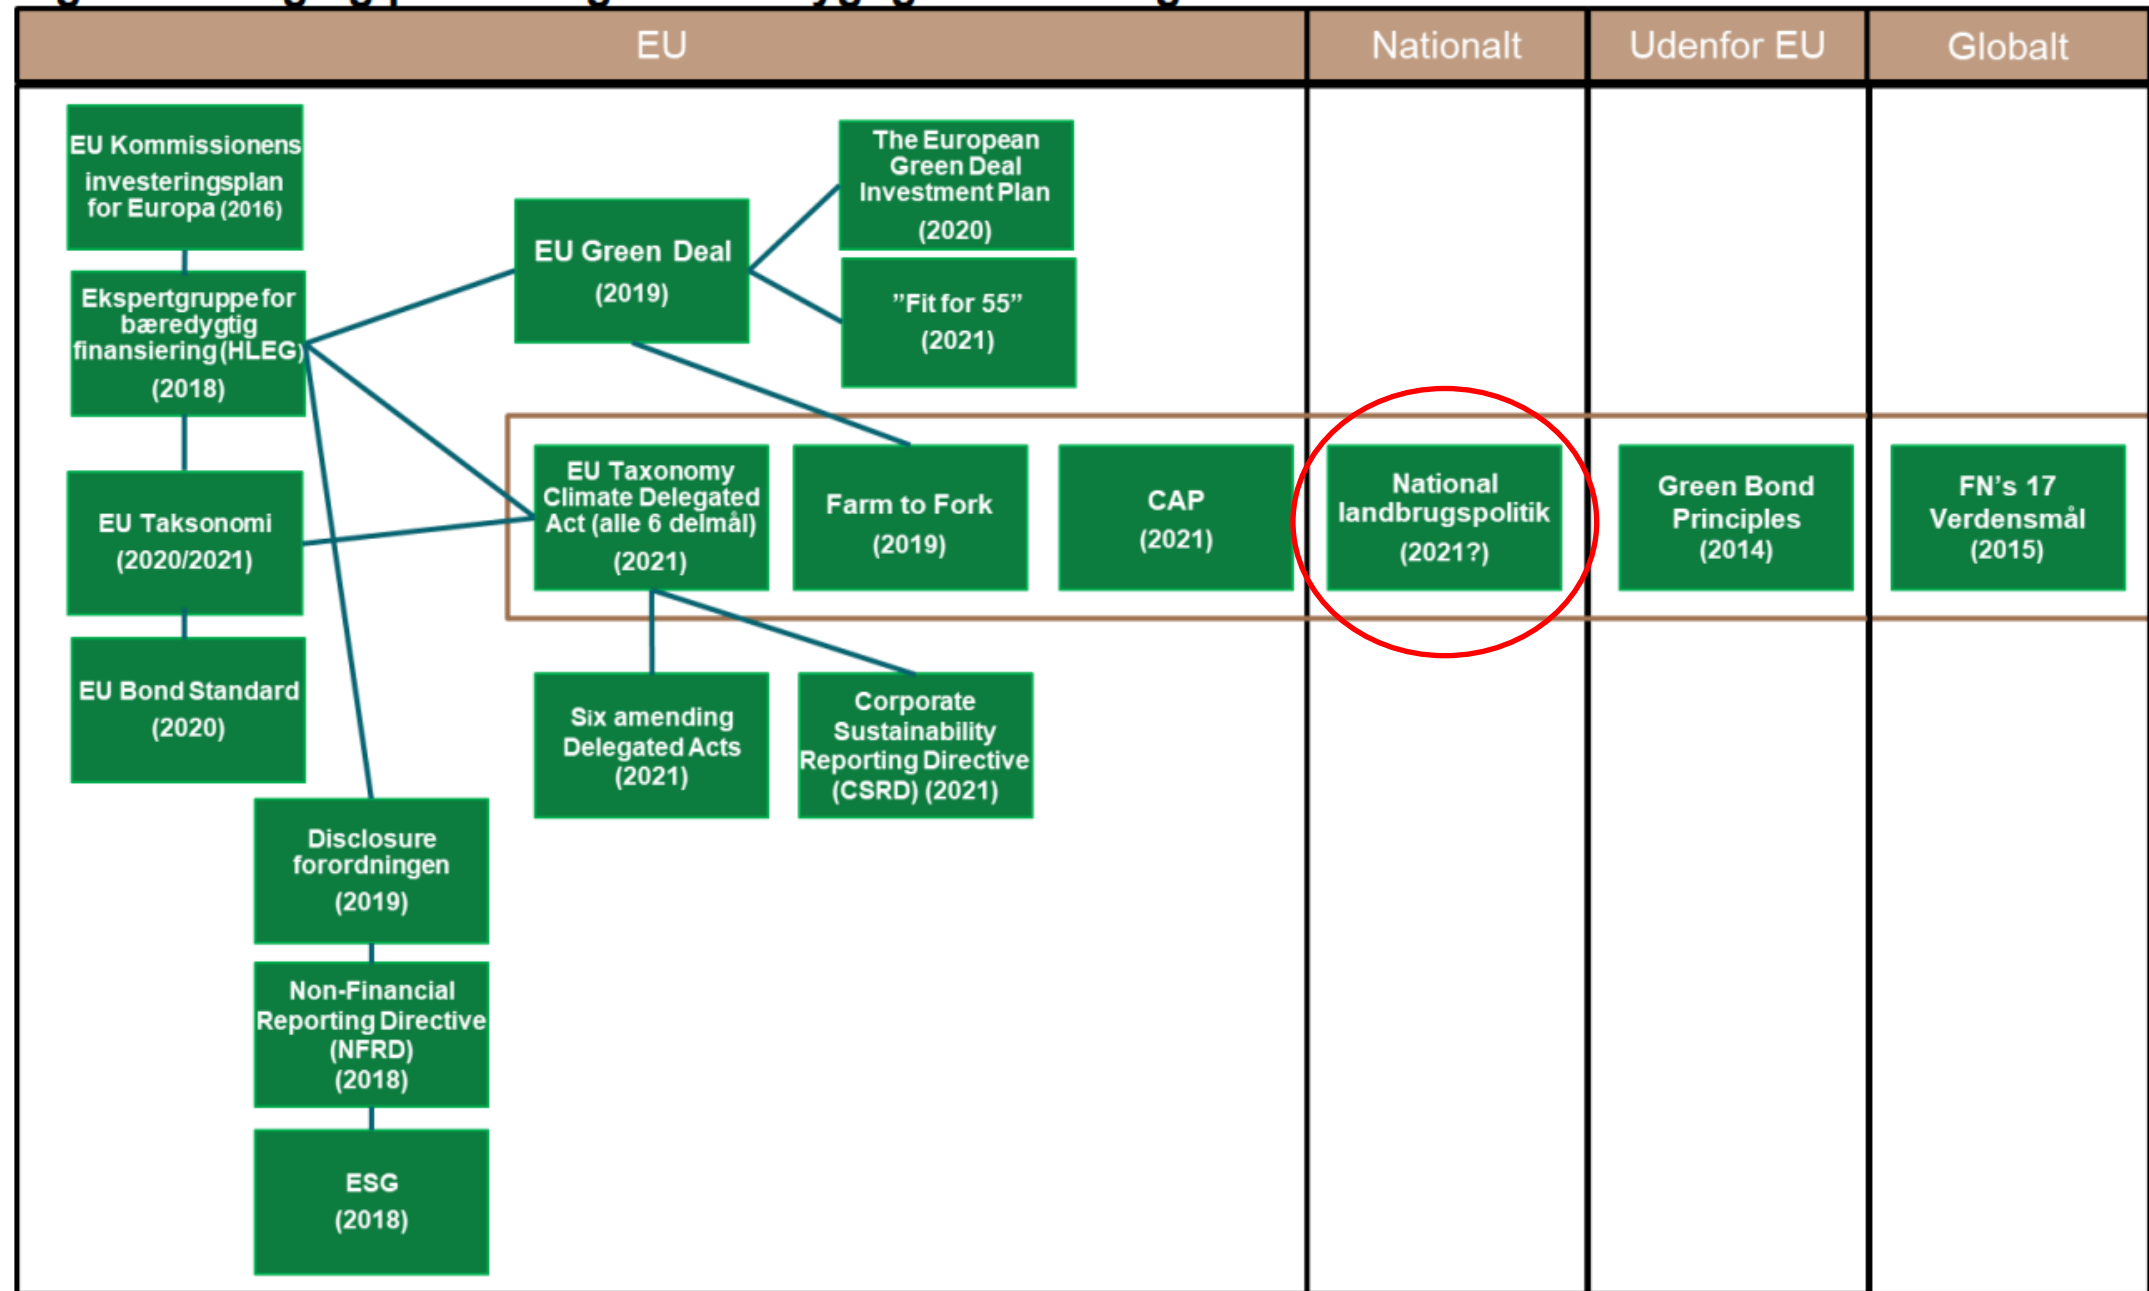 EU
Nationalt
Udenfor EU
Globalt
EU Kommissionens
investeringsplan
for Europa (2016)
The European
Green Deal
Investment Plan
(2020)
EU Green Deal
(2019)
"Fit for 55"
(2021)
Ekspertgruppe for
bæredygtig
finansiering (HLEG)
(2018)
EU Taksonomi
(2020/2021)
EU Taxonomy
Climate Delegated
Act (alle 6 delmål)
(2021)
Farm to Fork
(2019)
CAP
(2021)
National
landbrugspolitik
(2021?)
Green Bond
Principles
(2014)
FN's 17
Verdensmål
(2015)
EU Bond Standard
(2020)
Six amending
Delegated Acts
(2021)
Corporate
Sustainability
Reporting Directive
(CSRD) (2021)
Disclosure
forordningen
(2019)
Non-Financial
Reporting Directive
(NFRD)
(2018)
ESG
(2018)